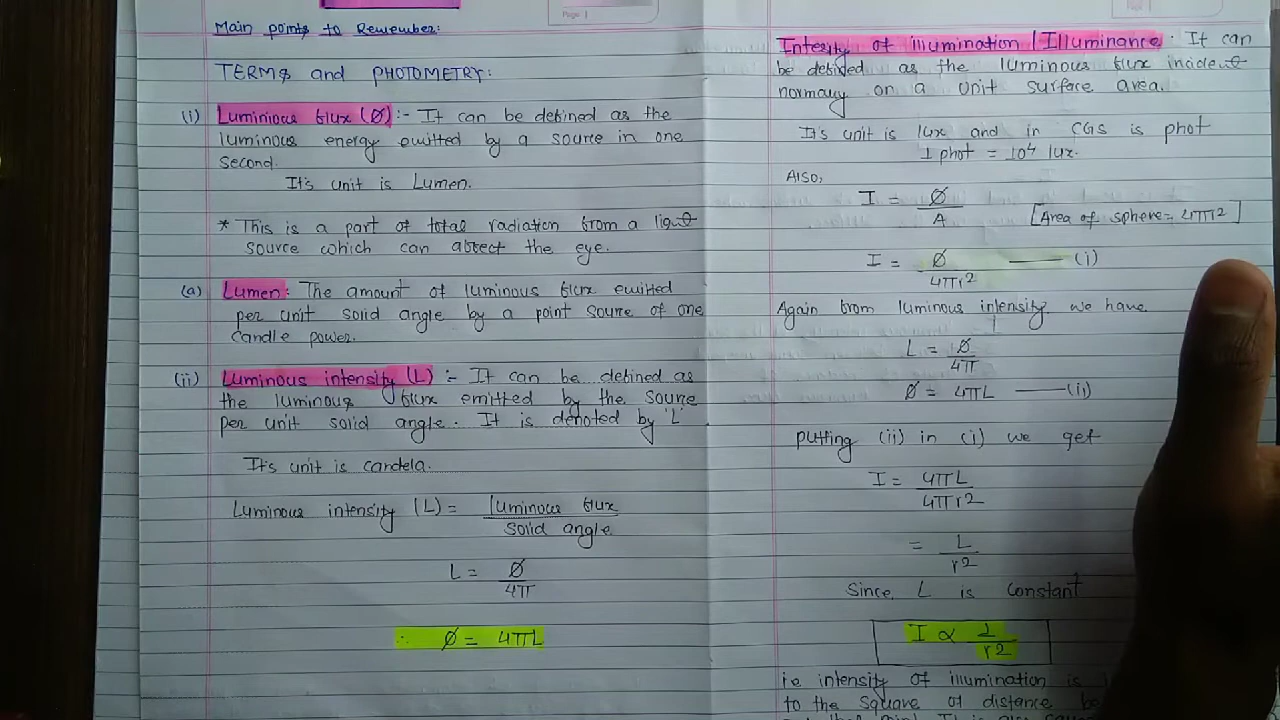 Page
Main points to Remember:
TERMS and PHOTOMETRY:
(i) Luminious flux (Ø) :- It can be defined as the
luminous energy emitted by a source in one
second.
It's unit is Lumen.
* This is a part of total radiation from a light
source which can affect the eye.
(a) Lumen: The amount of luminous flux emitted
per unit solid angle by a point source of one
candle power.
(ii) Luminous intensity (L) :- It can be defined as
the luminous flux emitted by the source
per unit solid angle. It is denoted by 'L'
It's unit is candela.
Luminous intensity (L) = luminous flux
solid angle.
L = Ø
4π
∴ Ø = 4πL
Page
Intesity of illumination / Illuminance : It can
be defined as the luminous flux incident
normally on a unit surface area.
It's unit is lux and in CGS is phot
1 phot = 10⁴ lux.
Also,
I = Ø
A [Area of sphere = 4πr2]
I = Ø —— (i)
4πr2
Again from luminous intensity, we have
L = Ø
4π
Ø = 4πL —— (ii)
putting (ii) in (i) we get
I = 4πL
4πr2
= L
r2
Since, L is constant
I ∝ 1
r2
ie intensity of illumination is
to the square of distance